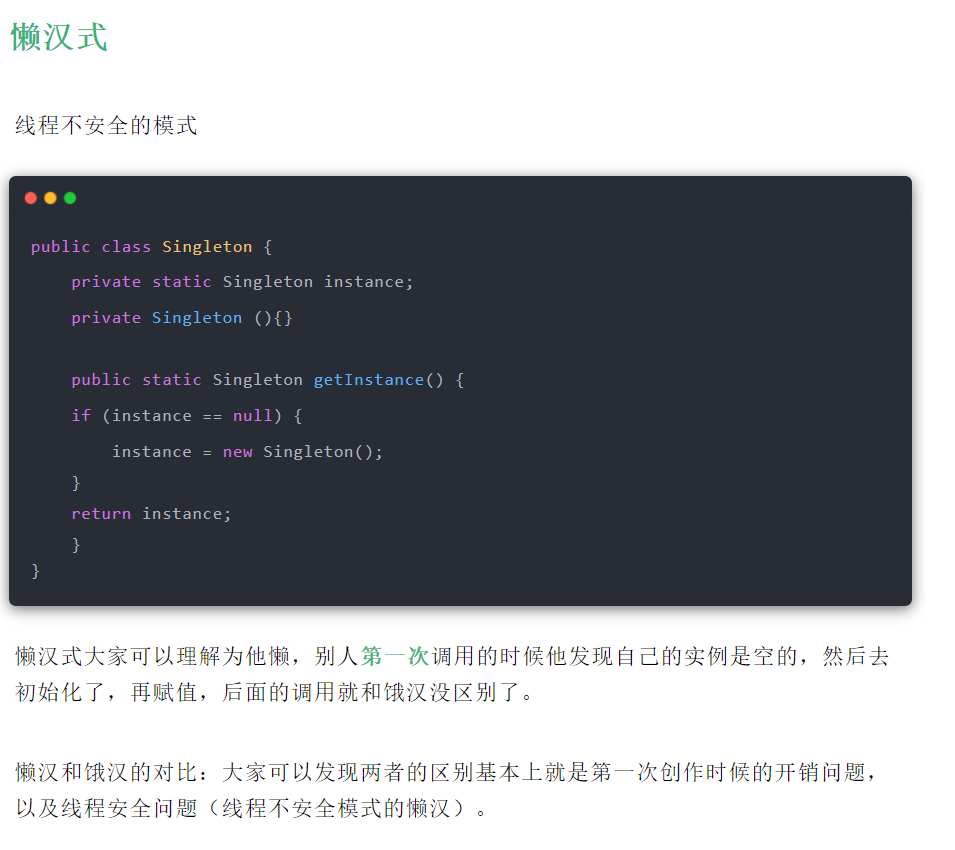 懒汉式
线程不安全的模式
public class Singleton {
    private static Singleton instance;
    private Singleton (){}
    public static Singleton getInstance() {
    if (instance == null) {
        instance = new Singleton();
    }
    return instance;
    }
}
懒汉式大家可以理解为他懒，别人第一次调用的时候他发现自己的实例是空的，然后去
初始化了，再赋值，后面的调用就和饿汉没区别了。
懒汉和饿汉的对比：大家可以发现两者的区别基本上就是第一次创作时候的开销问题，
以及线程安全问题（线程不安全模式的懒汉）。